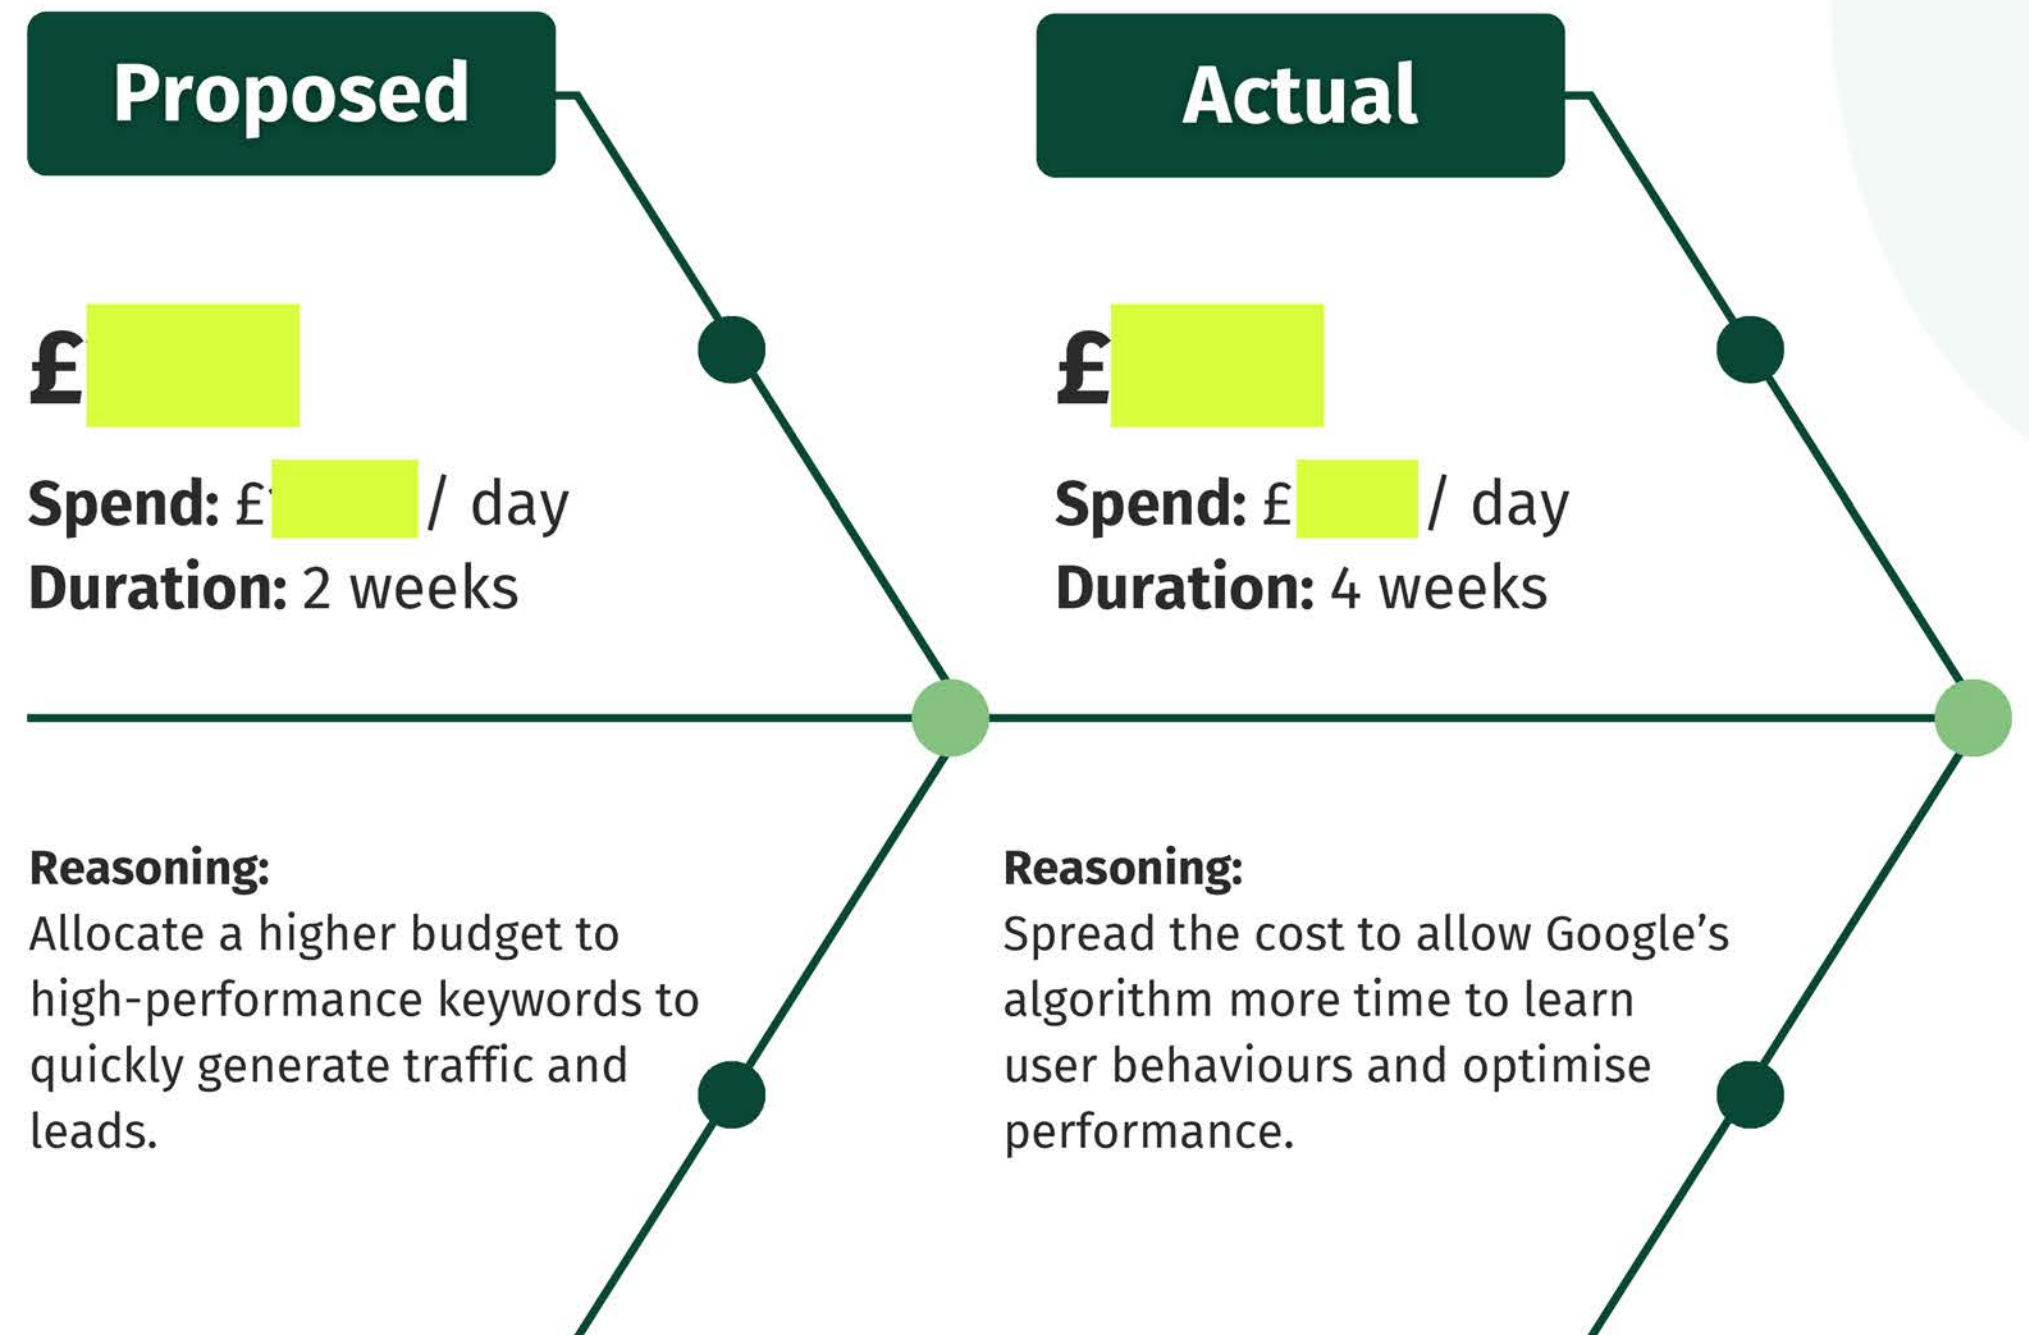 Proposed
£
Spend: £ / day
Duration: 2 weeks
Reasoning:
Allocate a higher budget to
high-performance keywords to
quickly generate traffic and
leads.
Actual
£
Spend: £ / day
Duration: 4 weeks
Reasoning:
Spread the cost to allow Google’s
algorithm more time to learn
user behaviours and optimise
performance.